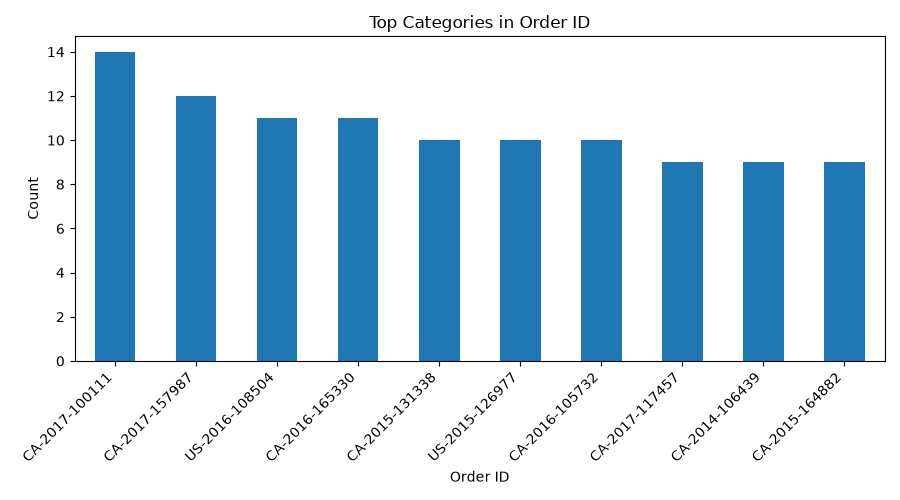 Top Categories in Order ID
Count
14
12
10
8
6
4
2
0
CA-2017-100111
CA-2017-157987
US-2016-108504
CA-2016-165330
CA-2015-131338
US-2015-126977
CA-2016-105732
CA-2017-117457
CA-2014-106439
CA-2015-164882
Order ID